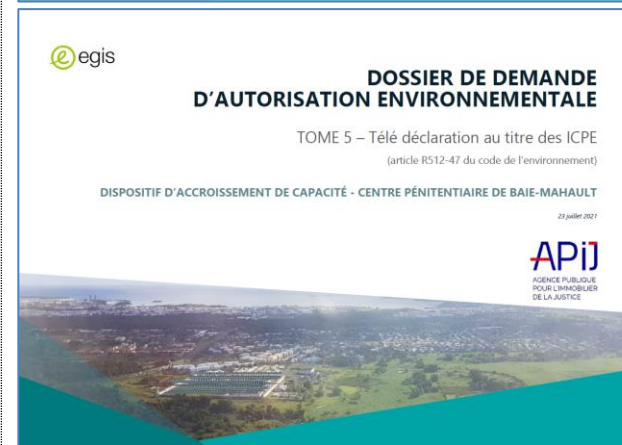 egis
DOSSIER DE DEMANDE
D'AUTORISATION ENVIRONNEMENTALE
TOME 5 – Télé déclaration au titre des ICPE
(article R512-47 du code de l'environnement)
DISPOSITIF D'ACCROISSEMENT DE CAPACITÉ - CENTRE PÉNITENTIAIRE DE BAIE-MAHAULT
23 juillet 2021
APIJ
AGENCE PUBLIQUE
POUR L'IMMOBILIER
DE LA JUSTICE